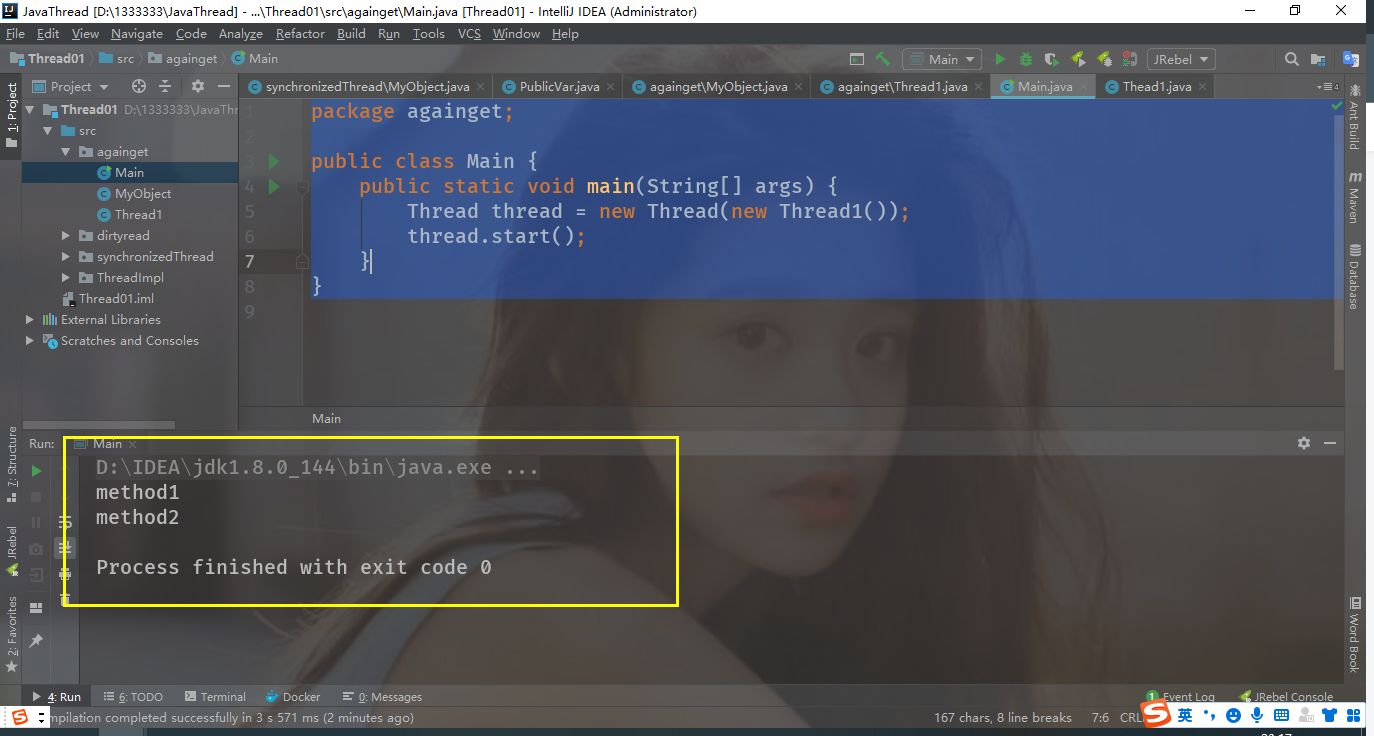 JavaThread [D:\1333333\JavaThread] - ...\Thread01\src\againget\Main.java [Thread01] - IntelliJ IDEA (Administrator)
File Edit View Navigate Code Analyze Refactor Build Run Tools VCS Window Help
Thread01 src againget Main
Main JRebel
Project
synchronizedThread\MyObject.java PublicVar.java againget\MyObject.java againget\Thread1.java Main.java Thead1.java
4
1: Project
Thread01 D:\1333333\JavaThr
src
againget
Main
MyObject
Thread1
dirtyread
synchronizedThread
ThreadImpl
Thread01.iml
External Libraries
Scratches and Consoles
1 package againget;
2
3 public class Main {
4 public static void main(String[] args) {
5 Thread thread = new Thread(new Thread1());
6 thread.start();
7 }
8 }
9
Main
Ant Build
Maven
Database
Word Book
7: Structure
JRebel
2: Favorites
Run: Main
D:\IDEA\jdk1.8.0_144\bin\java.exe ...
method1
method2
Process finished with exit code 0
4: Run 6: TODO Terminal Docker 0: Messages
1 Event Log JRebel Console
mpilation completed successfully in 3 s 571 ms (2 minutes ago)
167 chars, 8 line breaks 7:6 CRL
英